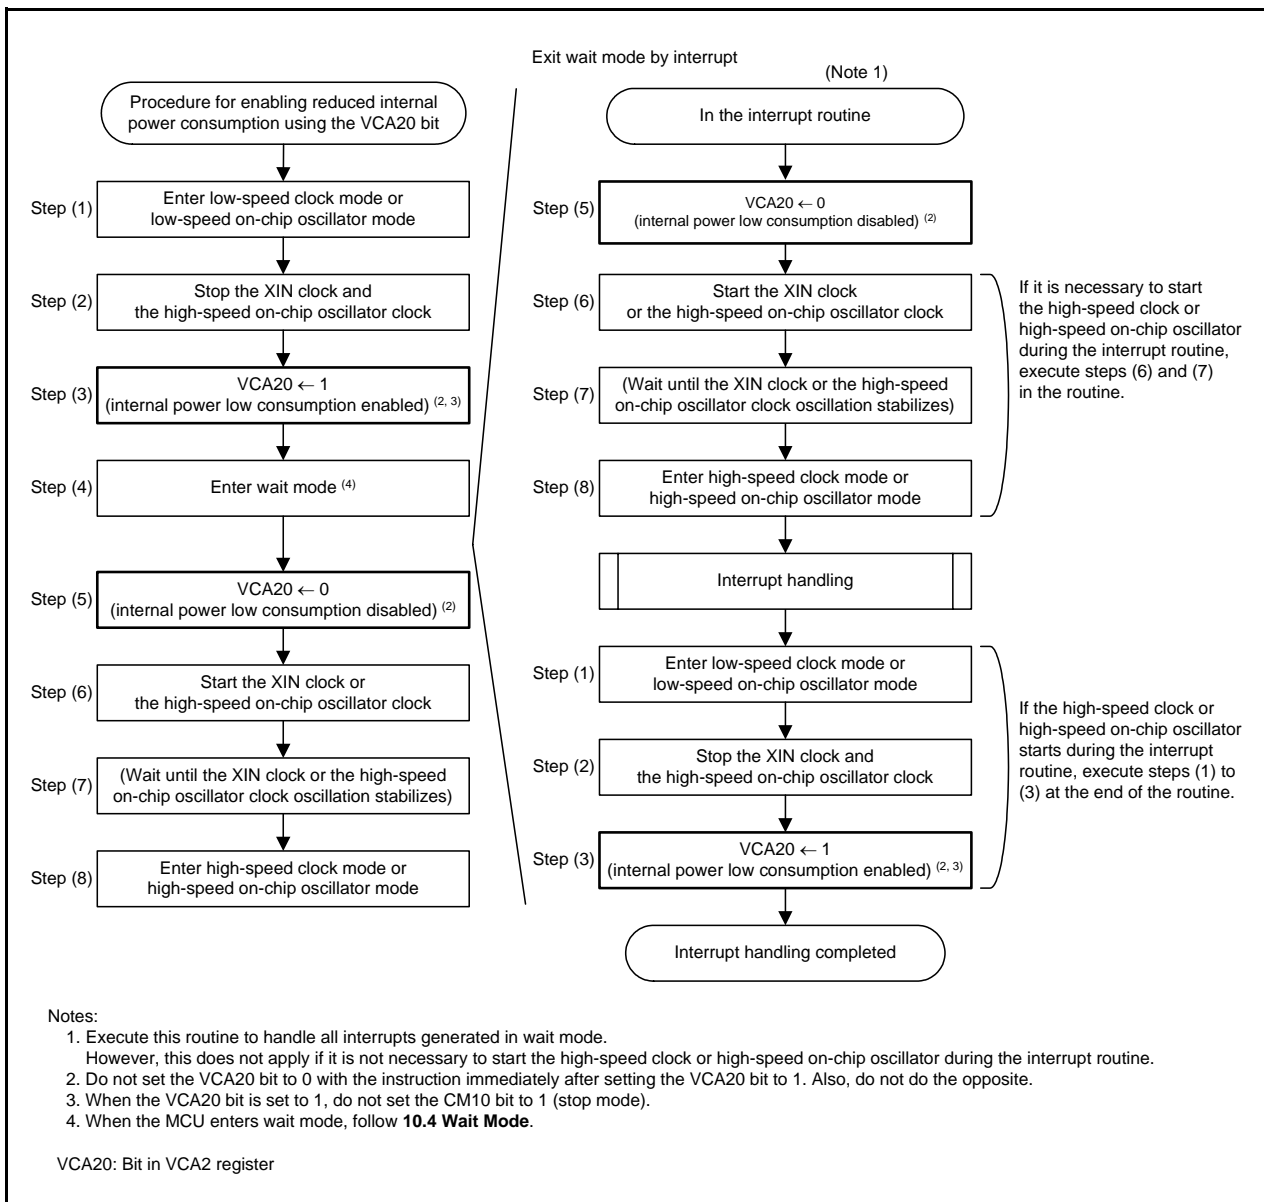 Exit wait mode by interrupt
(Note 1)
Procedure for enabling reduced internal
power consumption using the VCA20 bit
Step (1)
Enter low-speed clock mode or
low-speed on-chip oscillator mode
Step (2)
Stop the XIN clock and
the high-speed on-chip oscillator clock
Step (3)
VCA20 ← 1
(internal power low consumption enabled) (2, 3)
Step (4)
Enter wait mode (4)
Step (5)
VCA20 ← 0
(internal power low consumption disabled) (2)
Step (6)
Start the XIN clock or
the high-speed on-chip oscillator clock
Step (7)
(Wait until the XIN clock or the high-speed
on-chip oscillator clock oscillation stabilizes)
Step (8)
Enter high-speed clock mode or
high-speed on-chip oscillator mode
In the interrupt routine
Step (5)
VCA20 ← 0
(internal power low consumption disabled) (2)
Step (6)
Start the XIN clock
or the high-speed on-chip oscillator clock
Step (7)
(Wait until the XIN clock or the high-speed
on-chip oscillator clock oscillation stabilizes)
Step (8)
Enter high-speed clock mode or
high-speed on-chip oscillator mode
If it is necessary to start
the high-speed clock or
high-speed on-chip oscillator
during the interrupt routine,
execute steps (6) and (7)
in the routine.
Interrupt handling
Step (1)
Enter low-speed clock mode or
low-speed on-chip oscillator mode
Step (2)
Stop the XIN clock and
the high-speed on-chip oscillator clock
Step (3)
VCA20 ← 1
(internal power low consumption enabled) (2, 3)
If the high-speed clock or
high-speed on-chip oscillator
starts during the interrupt
routine, execute steps (1) to
(3) at the end of the routine.
Interrupt handling completed
Notes:
1. Execute this routine to handle all interrupts generated in wait mode.
However, this does not apply if it is not necessary to start the high-speed clock or high-speed on-chip oscillator during the interrupt routine.
2. Do not set the VCA20 bit to 0 with the instruction immediately after setting the VCA20 bit to 1. Also, do not do the opposite.
3. When the VCA20 bit is set to 1, do not set the CM10 bit to 1 (stop mode).
4. When the MCU enters wait mode, follow 10.4 Wait Mode.
VCA20: Bit in VCA2 register